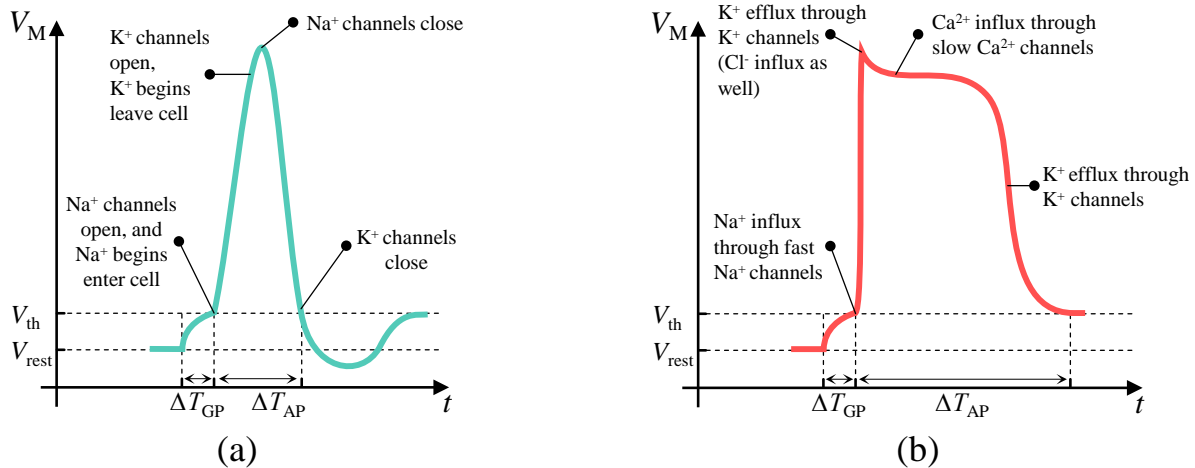 V_M
K⁺ channels
open,
K⁺ begins
leave cell
Na⁺ channels close
Na⁺ channels
open, and
Na⁺ begins
enter cell
K⁺ channels
close
V_th
V_rest
ΔT_GP
ΔT_AP
t
(a)
V_M
K⁺ efflux through
K⁺ channels
(Cl⁻ influx as
well)
Ca²⁺ influx through
slow Ca²⁺ channels
K⁺ efflux through
K⁺ channels
Na⁺ influx
through fast
Na⁺ channels
V_th
V_rest
ΔT_GP
ΔT_AP
t
(b)